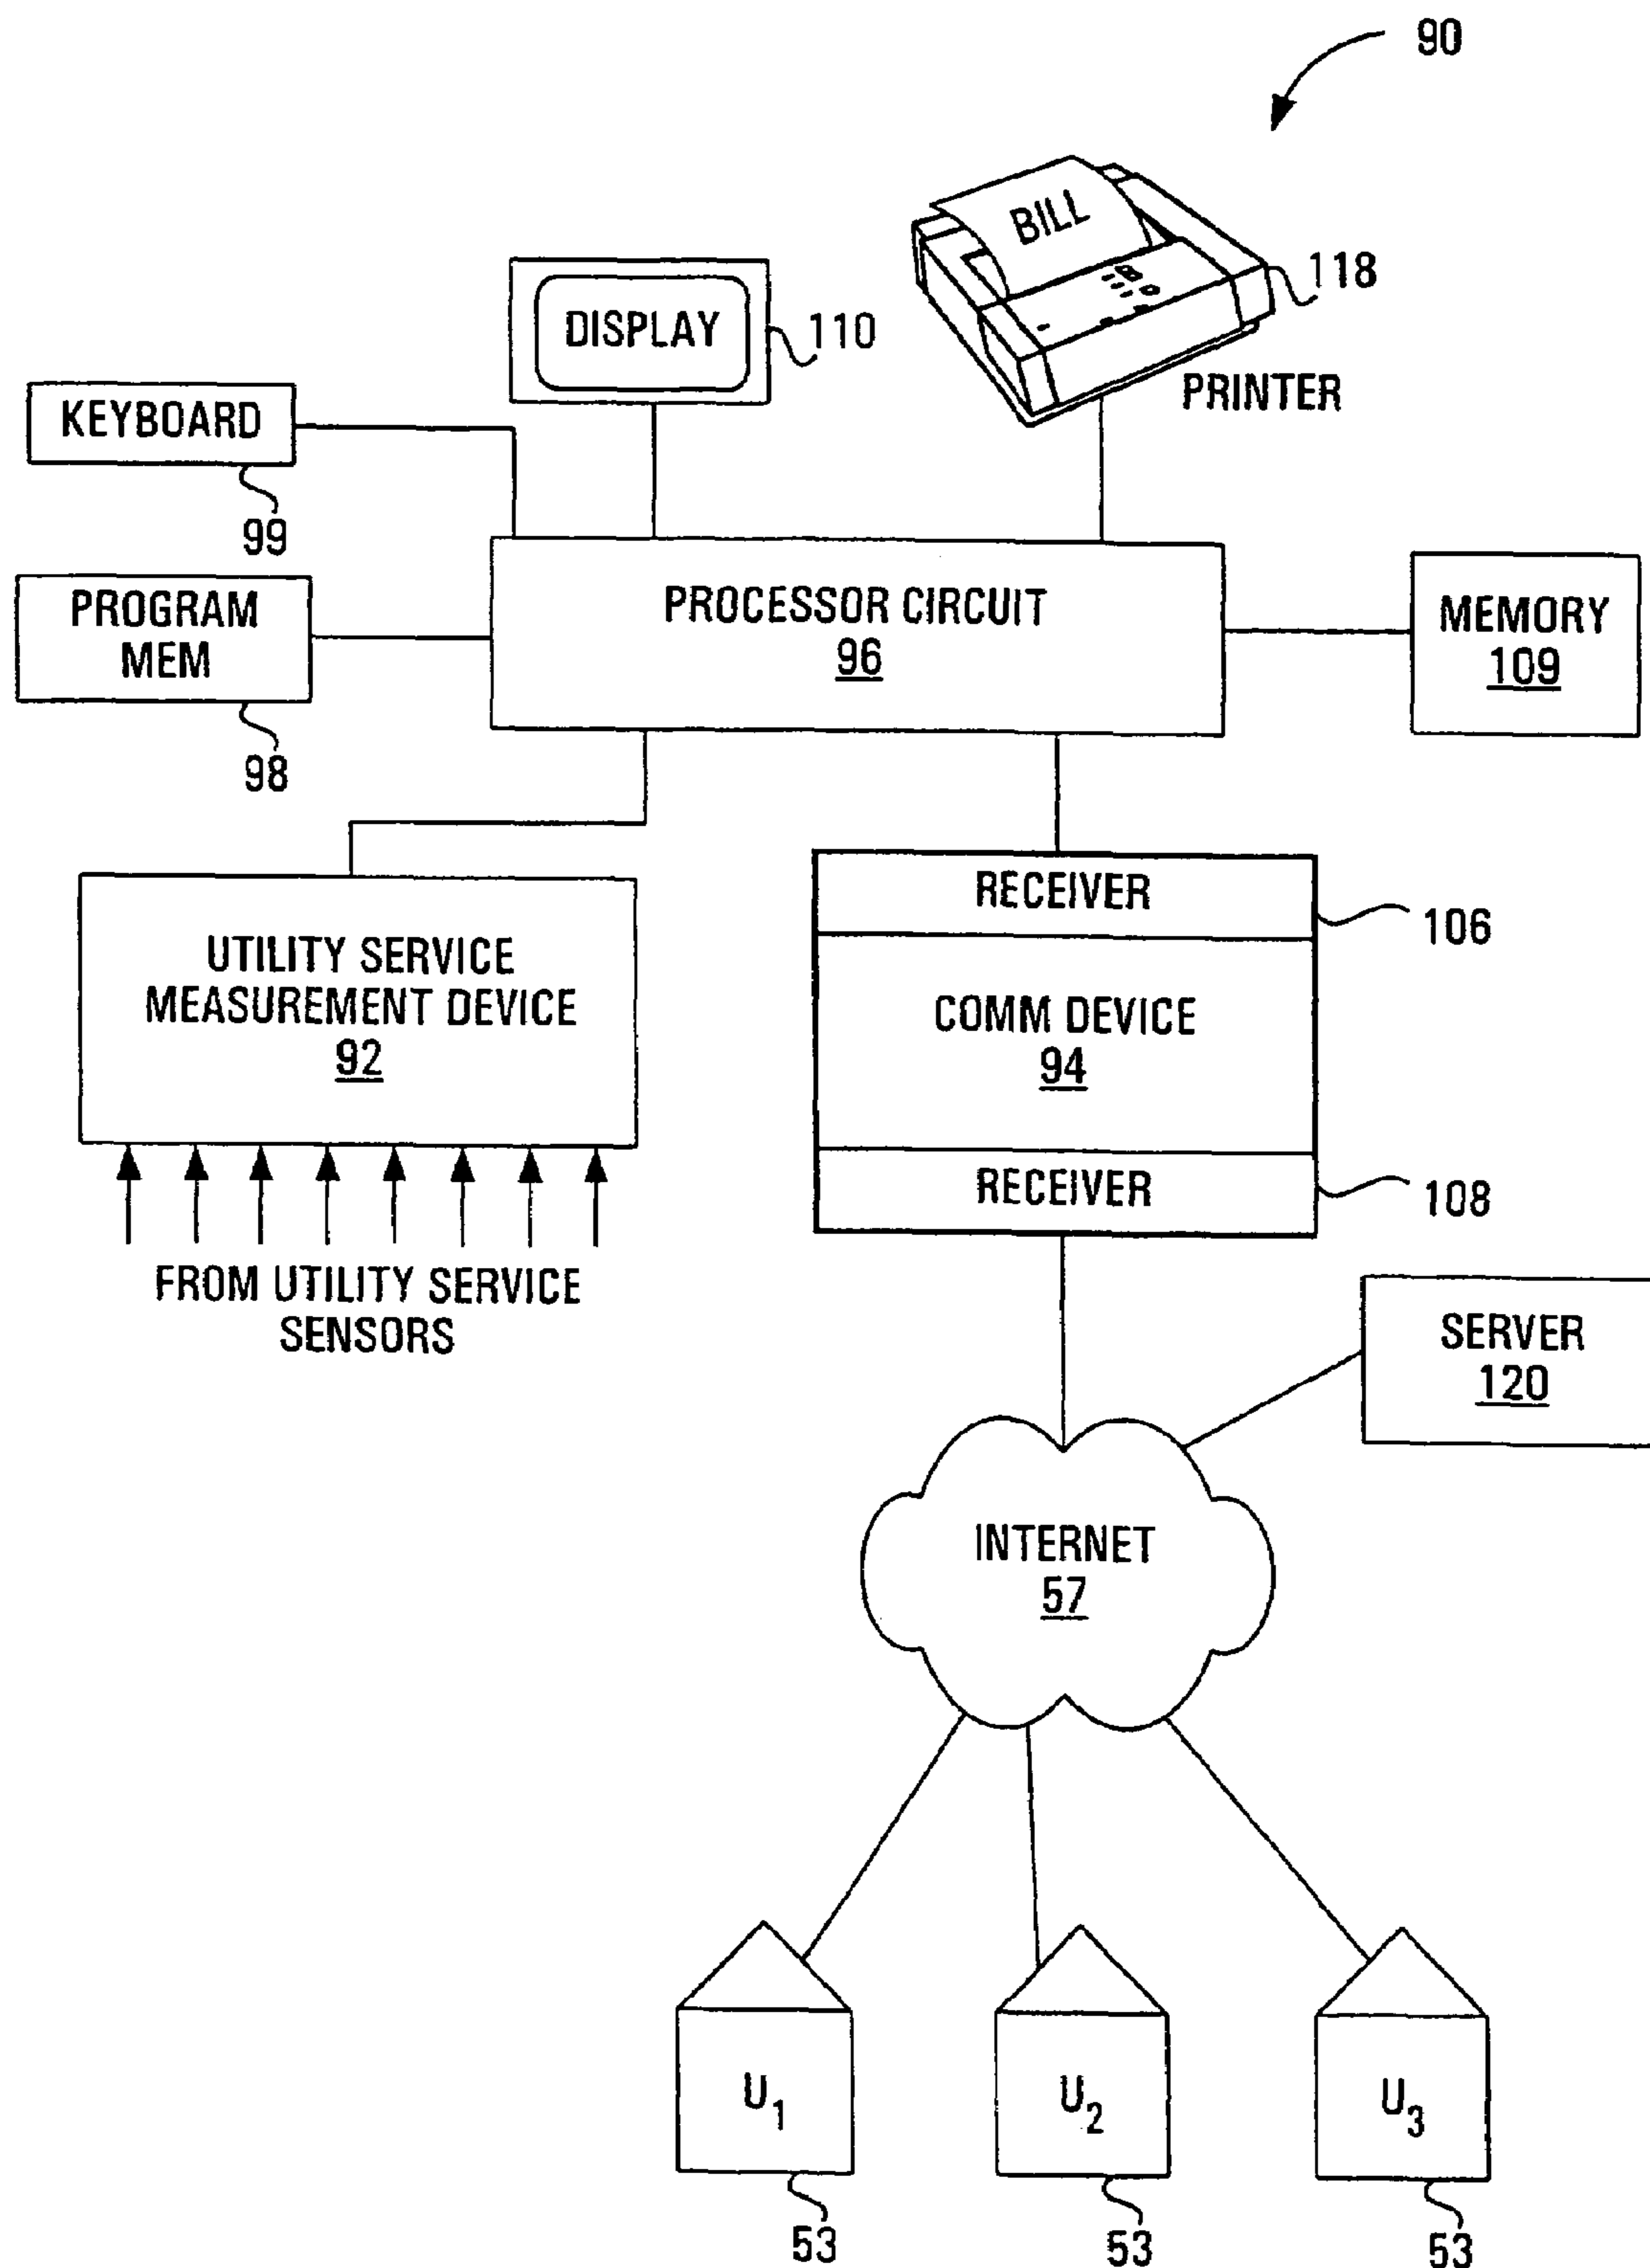 90
BILL
118
PRINTER
DISPLAY
110
KEYBOARD
99
PROGRAM
MEM
98
PROCESSOR CIRCUIT
96
MEMORY
109
UTILITY SERVICE
MEASUREMENT DEVICE
92
FROM UTILITY SERVICE
SENSORS
RECEIVER
106
COMM DEVICE
94
RECEIVER
108
SERVER
120
INTERNET
57
U1
U2
U3
53
53
53